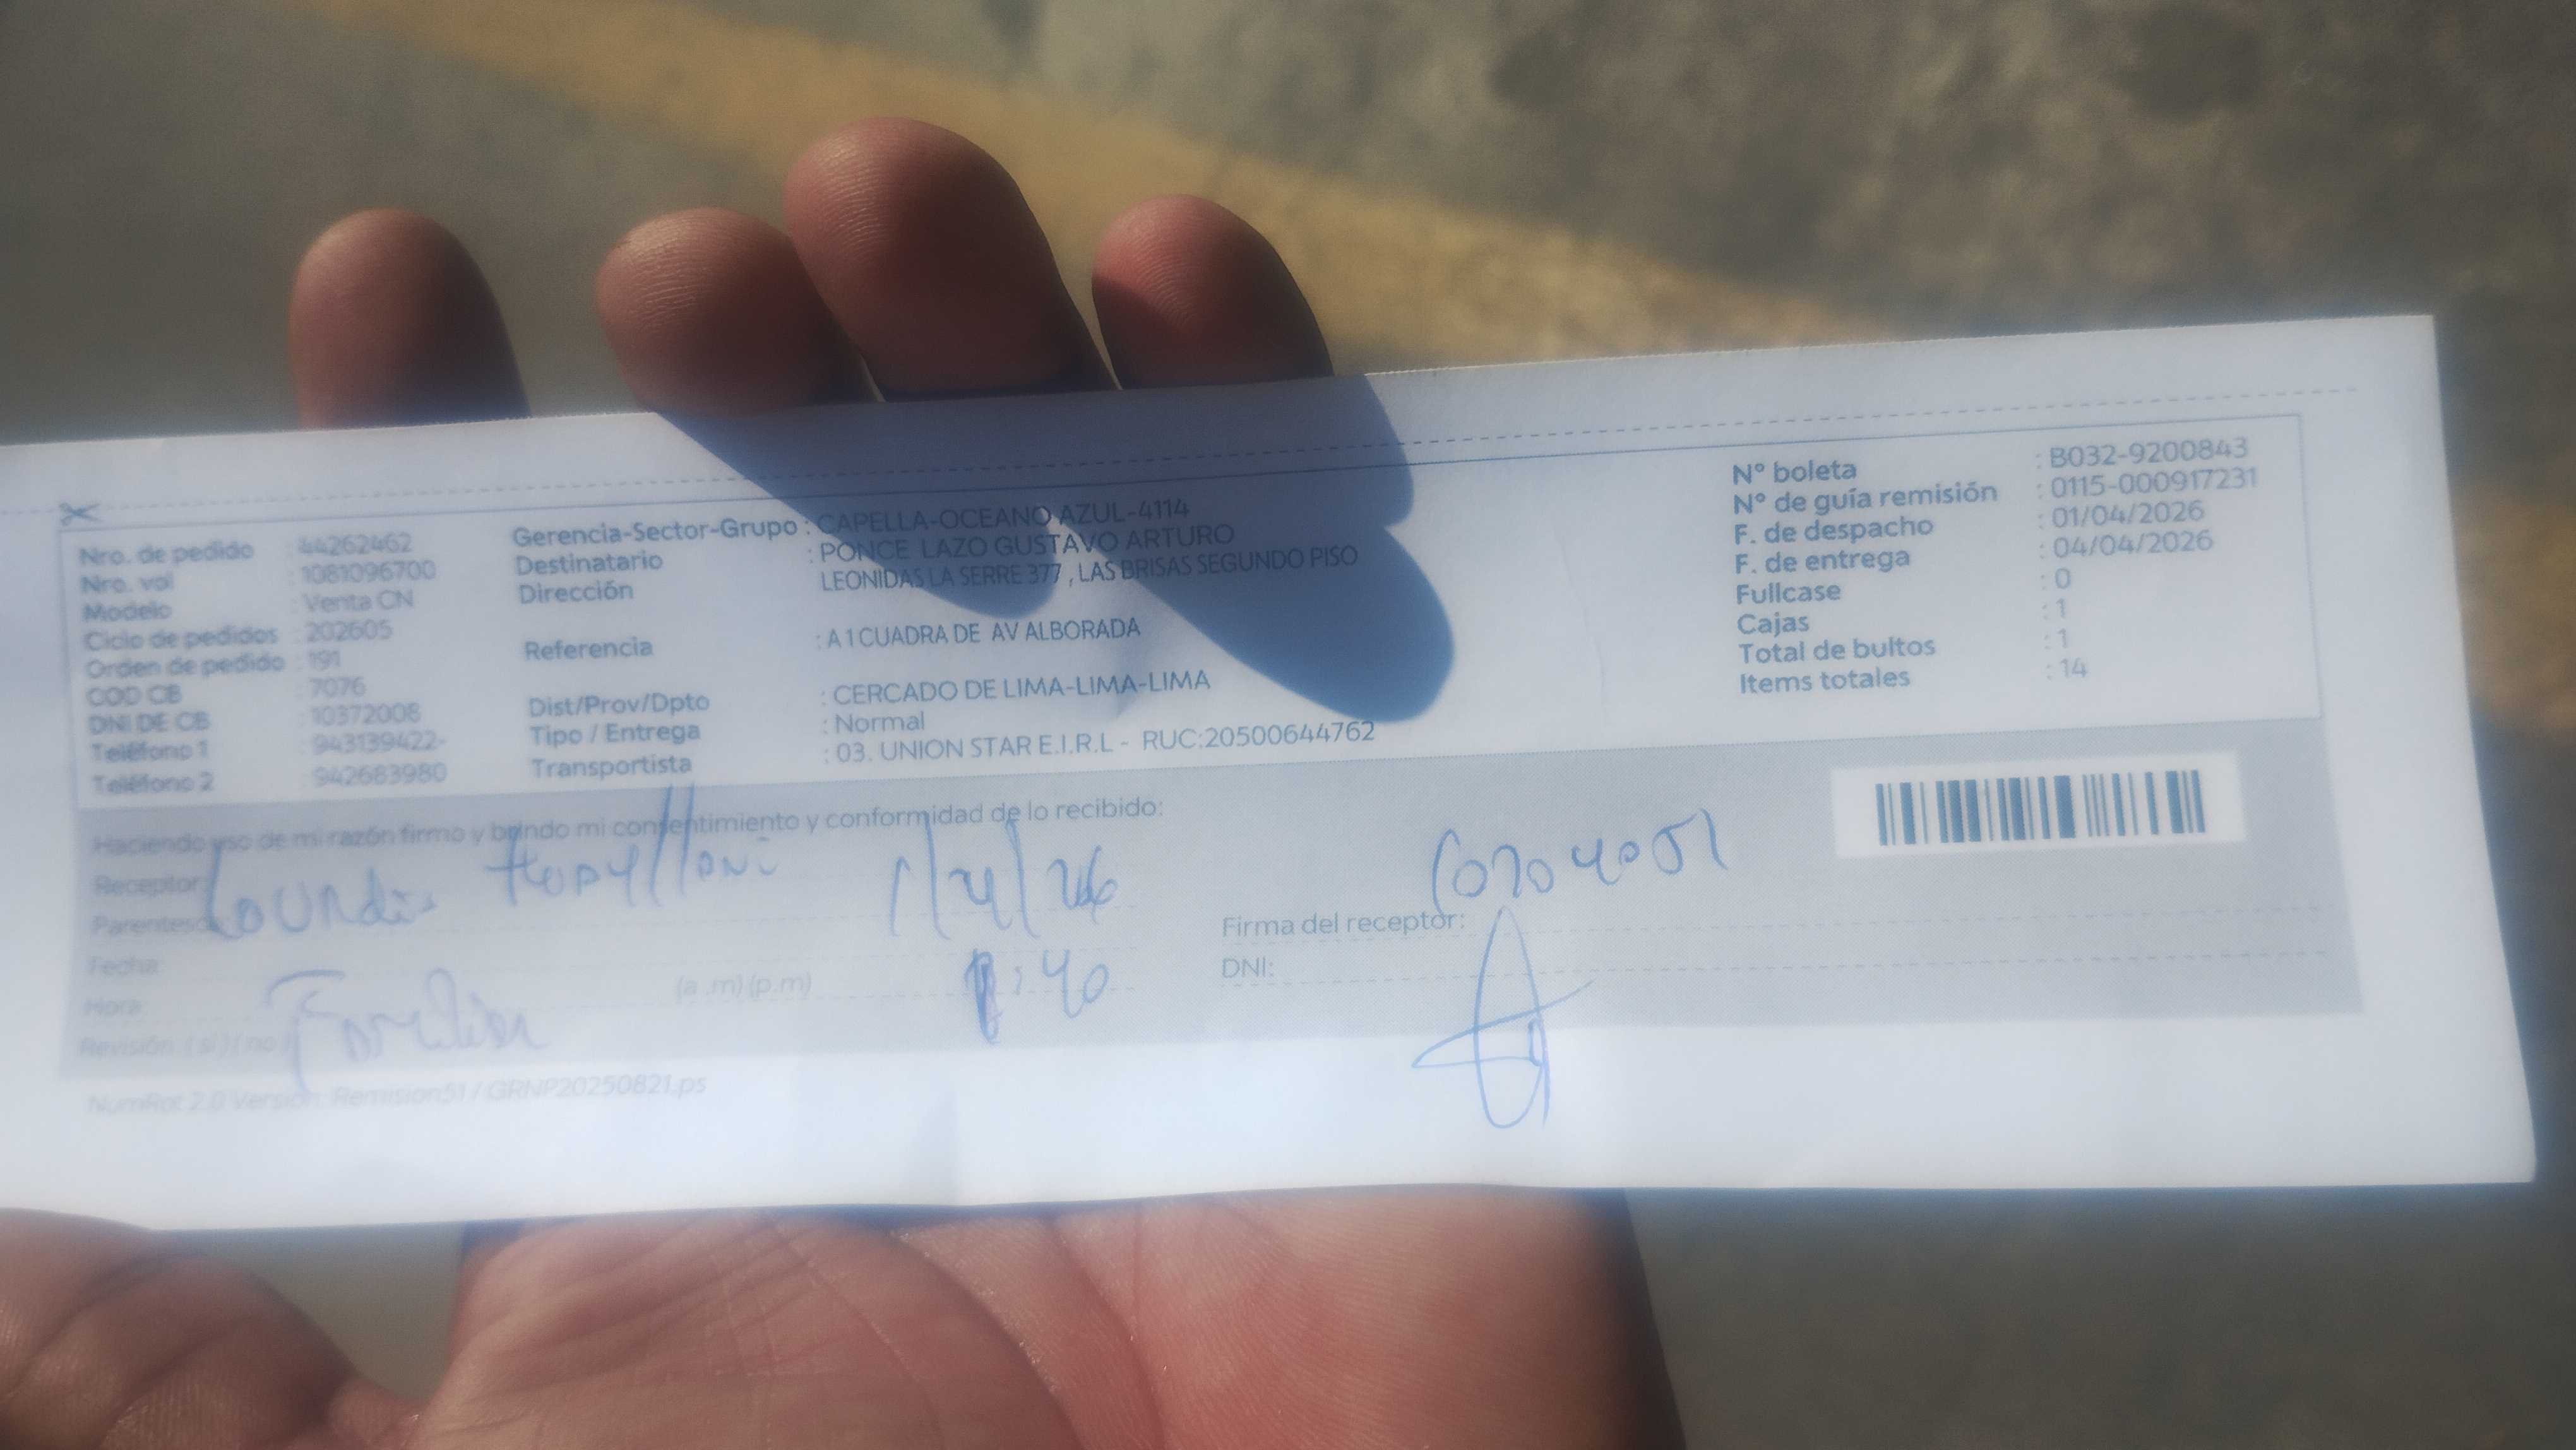 Nro. de pedido : 44262462
Nro. vol : 1081096700
Modelo : Venta CN
Ciclo de pedidos : 202605
Orden de pedido : 191
COD CB : 7076
DNI DE CB : 10372008
Teléfono 1 : 943139422-
Teléfono 2 : 942683980
Gerencia-Sector-Grupo : CAPELLA-OCEANO AZUL-4114
Destinatario : PONCE LAZO GUSTAVO ARTURO
Dirección LEONIDAS LA SERRE 377 , LAS BRISAS SEGUNDO PISO
Referencia : A 1 CUADRA DE AV ALBORADA
Dist/Prov/Dpto : CERCADO DE LIMA-LIMA-LIMA
Tipo / Entrega : Normal
Transportista : 03. UNION STAR E.I.R.L - RUC:20500644762
N° boleta : B032-9200843
N° de guía remisión : 0115-000917231
F. de despacho : 01/04/2026
F. de entrega : 04/04/2026
Fullcase : 0
Cajas : 1
Total de bultos : 1
Items totales : 14
Haciendo uso de mi razón firmo y brindo mi consentimiento y conformidad de lo recibido:
Receptor:
Lourdes
1/4/26
Parentesco
Fecha:
Hora: (a .m) (p.m)
:40
Revisión: ( si ) ( no )
Familiar
Firma del receptor:
DNI:
NumRot 2.0 Versión: Remision51 / GRNP20250821.ps